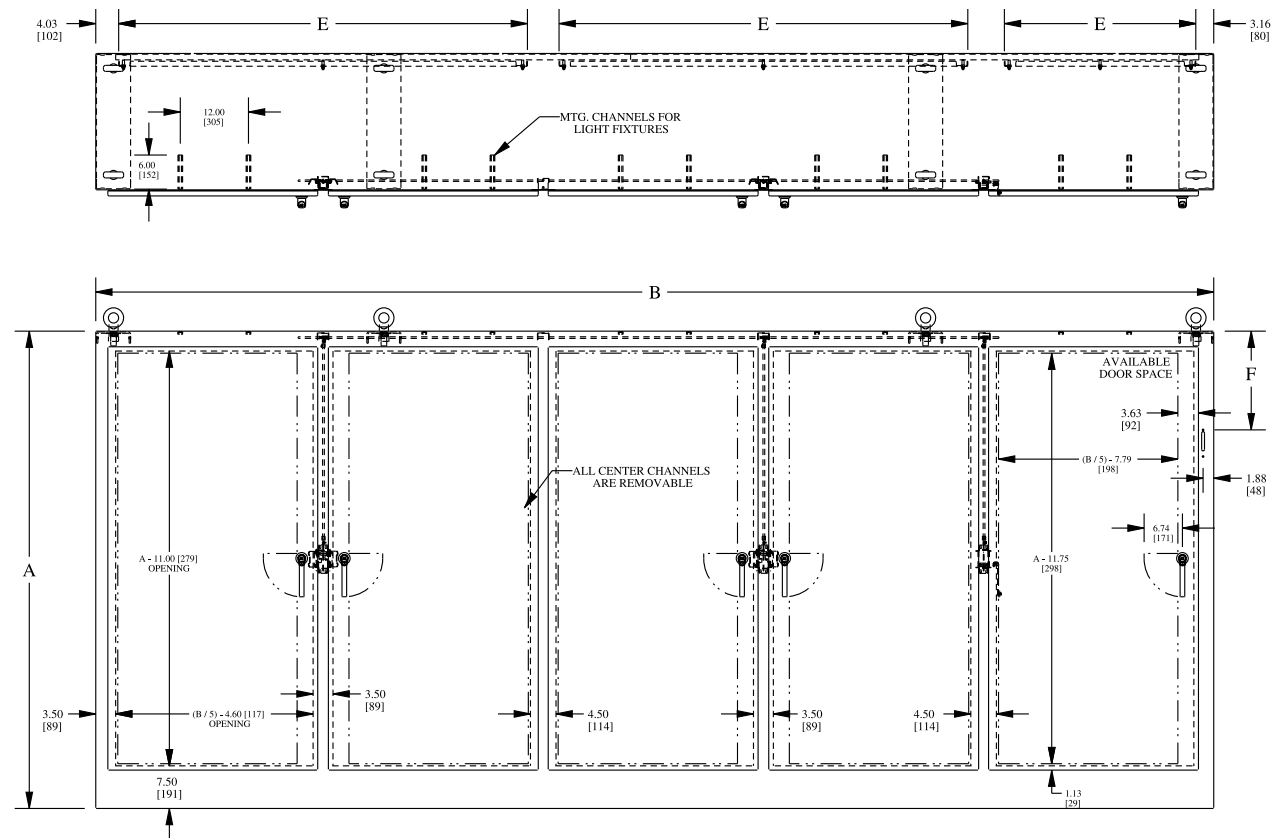 4.03
[102]
E
E
E
3.16
[80]
12.00
[305]
MTG. CHANNELS FOR
LIGHT FIXTURES
6.00
[152]
B
AVAILABLE
DOOR SPACE
F
3.63
[92]
(B / 5) - 7.79
[198]
ALL CENTER CHANNELS
ARE REMOVABLE
1.88
[48]
6.74
[171]
A - 11.00 [279]
OPENING
A - 11.75
[298]
A
3.50
[89]
(B / 5) - 4.60 [117]
OPENING
3.50
[89]
4.50
[114]
3.50
[89]
4.50
[114]
7.50
[191]
1.13
[29]